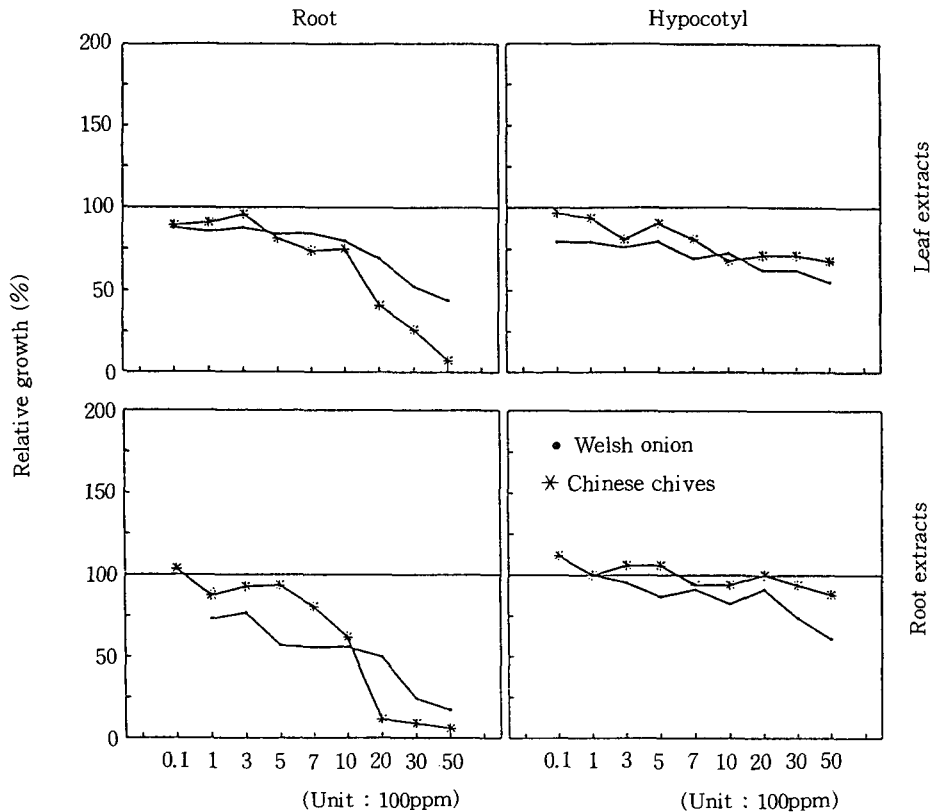 Root
Hypocotyl
200
150
100
50
0
Leaf extracts
Relative growth (%)
200
150
100
50
0
Welsh onion
Chinese chives
Root extracts
0.1 1 3 5 7 10 20 30 50
0.1 1 3 5 7 10 20 30 50
(Unit : 100ppm)
(Unit : 100ppm)